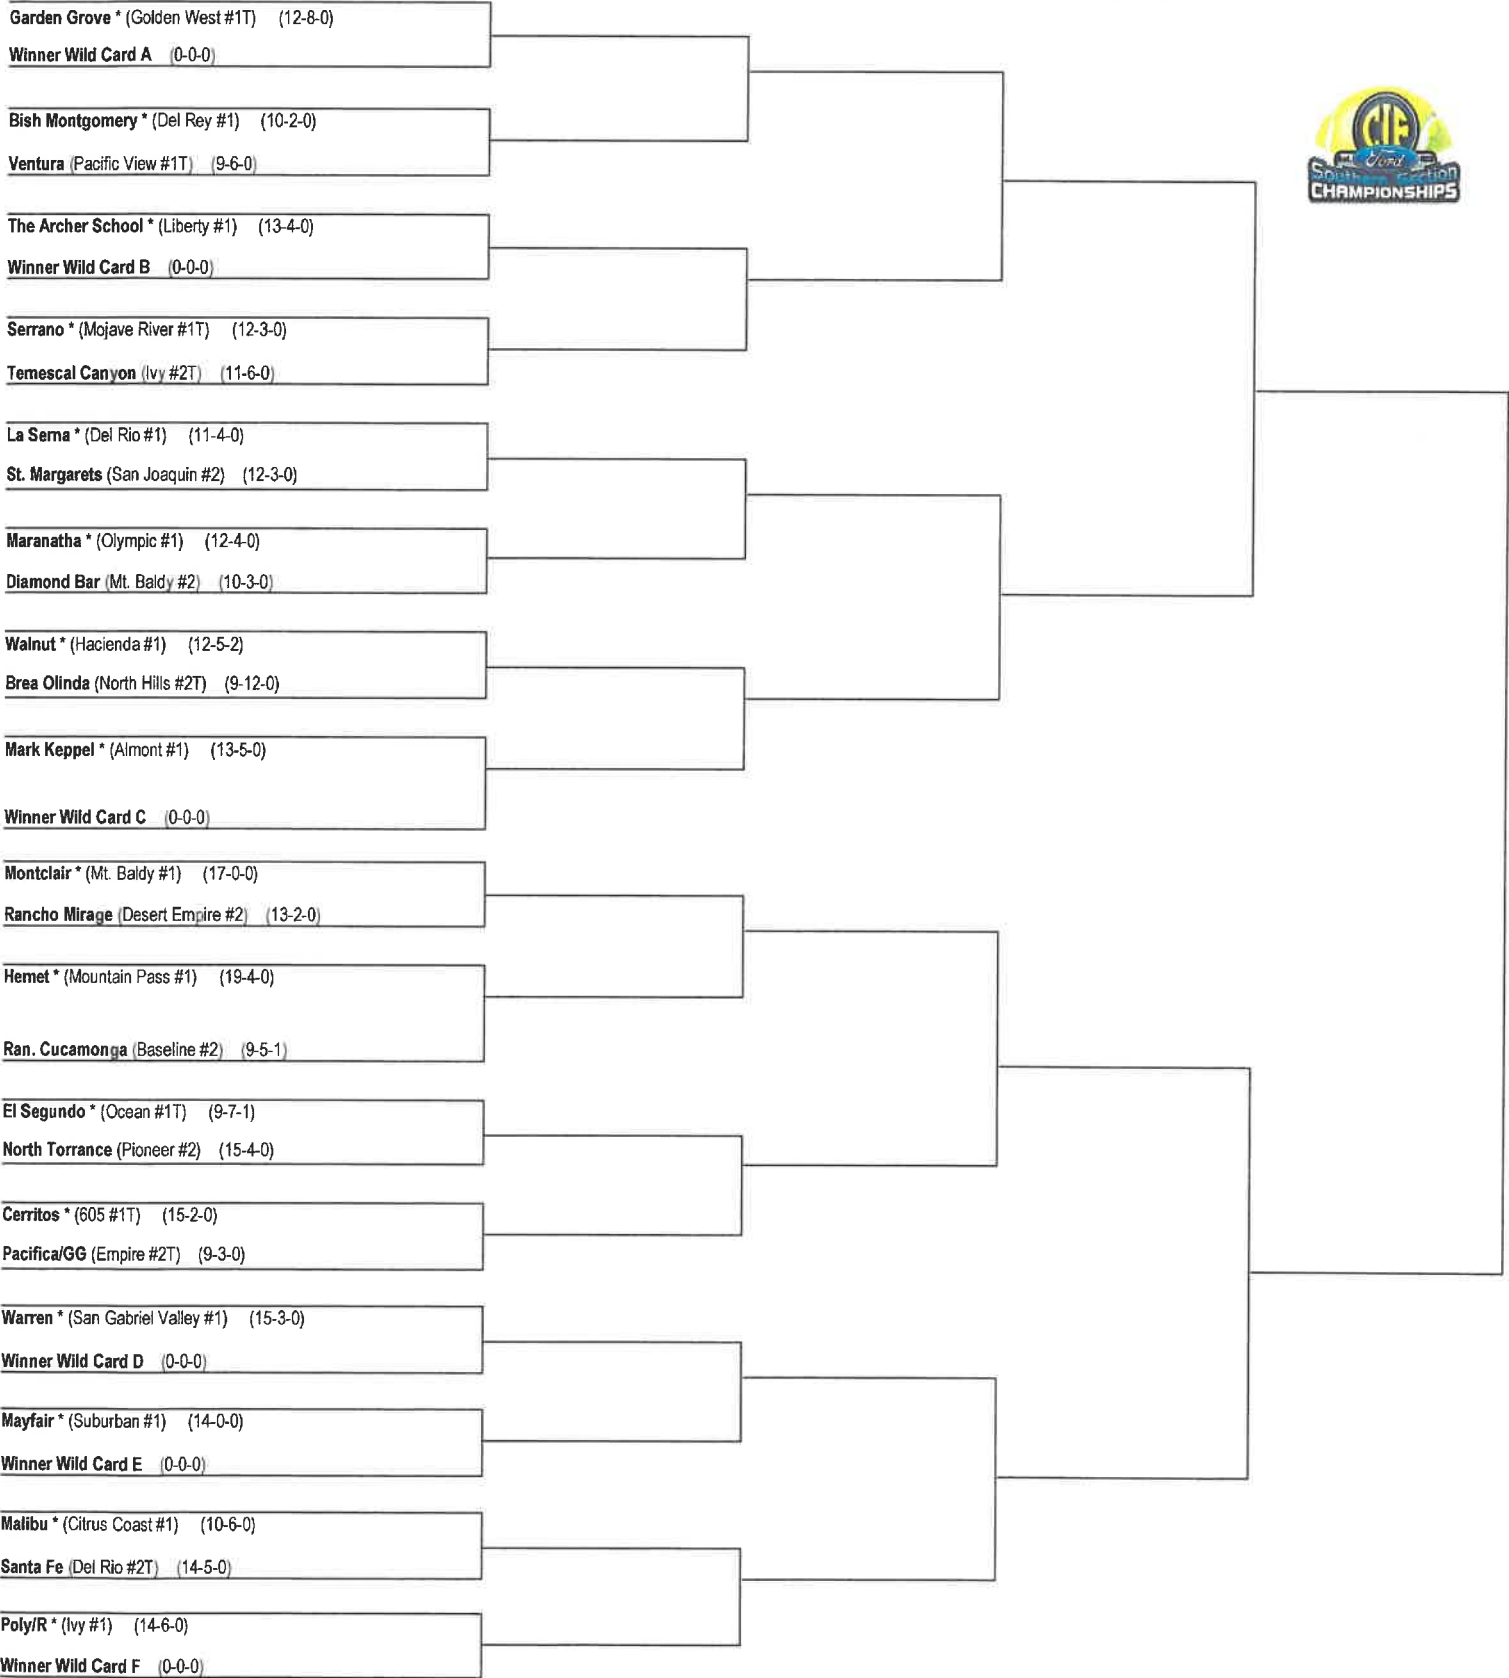 Garden Grove * (Golden West #1T) (12-8-0)
Winner Wild Card A (0-0-0)
Bish Montgomery * (Del Rey #1) (10-2-0)
Ventura (Pacific View #1T) (9-6-0)
The Archer School * (Liberty #1) (13-4-0)
Winner Wild Card B (0-0-0)
Serrano * (Mojave River #1T) (12-3-0)
Temescal Canyon (Ivy #2T) (11-6-0)
La Serna * (Del Rio #1) (11-4-0)
St. Margarets (San Joaquin #2) (12-3-0)
Maranatha * (Olympic #1) (12-4-0)
Diamond Bar (Mt. Baldy #2) (10-3-0)
Walnut * (Hacienda #1) (12-5-2)
Brea Olinda (North Hills #2T) (9-12-0)
Mark Keppel * (Almont #1) (13-5-0)
Winner Wild Card C (0-0-0)
Montclair * (Mt. Baldy #1) (17-0-0)
Rancho Mirage (Desert Empire #2) (13-2-0)
Hemet * (Mountain Pass #1) (19-4-0)
Ran. Cucamonga (Baseline #2) (9-5-1)
El Segundo * (Ocean #1T) (9-7-1)
North Torrance (Pioneer #2) (15-4-0)
Cerritos * (605 #1T) (15-2-0)
Pacifica/GG (Empire #2T) (9-3-0)
Warren * (San Gabriel Valley #1) (15-3-0)
Winner Wild Card D (0-0-0)
Mayfair * (Suburban #1) (14-0-0)
Winner Wild Card E (0-0-0)
Malibu * (Citrus Coast #1) (10-6-0)
Santa Fe (Del Rio #2T) (14-5-0)
Poly/R * (Ivy #1) (14-6-0)
Winner Wild Card F (0-0-0)
CIF
Ford
Southern Section
CHAMPIONSHIPS